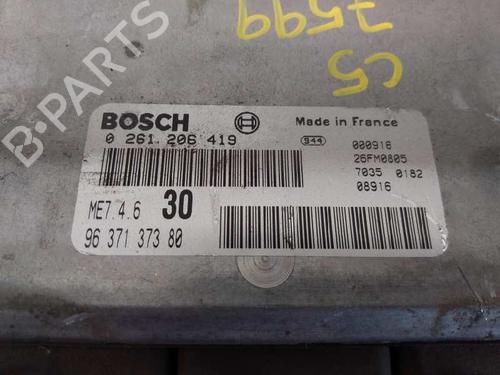 7599
C5
BOSCH
Made in France
0 261 206 419
S44
000916
26FM0805
7035 0182
08916
ME7.4.6 30
96 371 373 80
B-PARTS